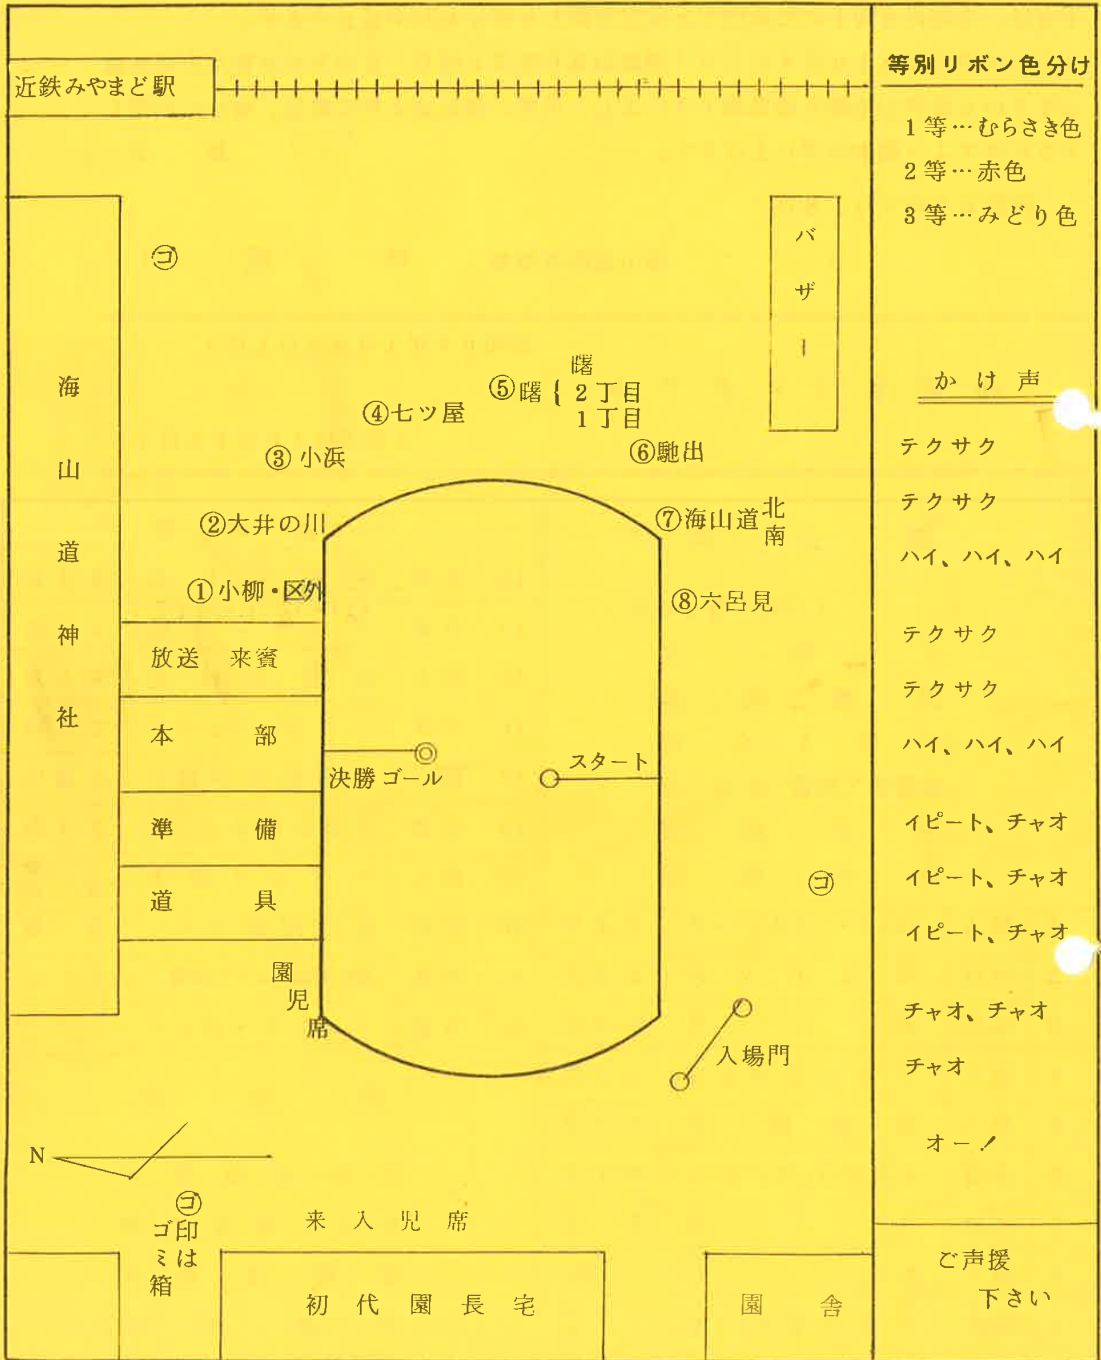 近鉄みやまど駅
海山道神社
㋙
バザー
⑤曙{曙
2丁目
1丁目
④七ツ屋
③小浜
⑥馳出
②大井の川
⑦海山道北南
①小柳・区外
⑧六呂見
放送 来賓
本部
決勝ゴール
スタート
準備
道具
㋙
園児席
入場門
N
㋙印はゴミ箱
来入児席
初代園長宅
園舎
等別リボン色分け
1等…むらさき色
2等…赤色
3等…みどり色
かけ声
テクサク
テクサク
ハイ、ハイ、ハイ
テクサク
テクサク
ハイ、ハイ、ハイ
イピート、チャオ
イピート、チャオ
イピート、チャオ
チャオ、チャオ
チャオ
オー!
ご声援
下さい